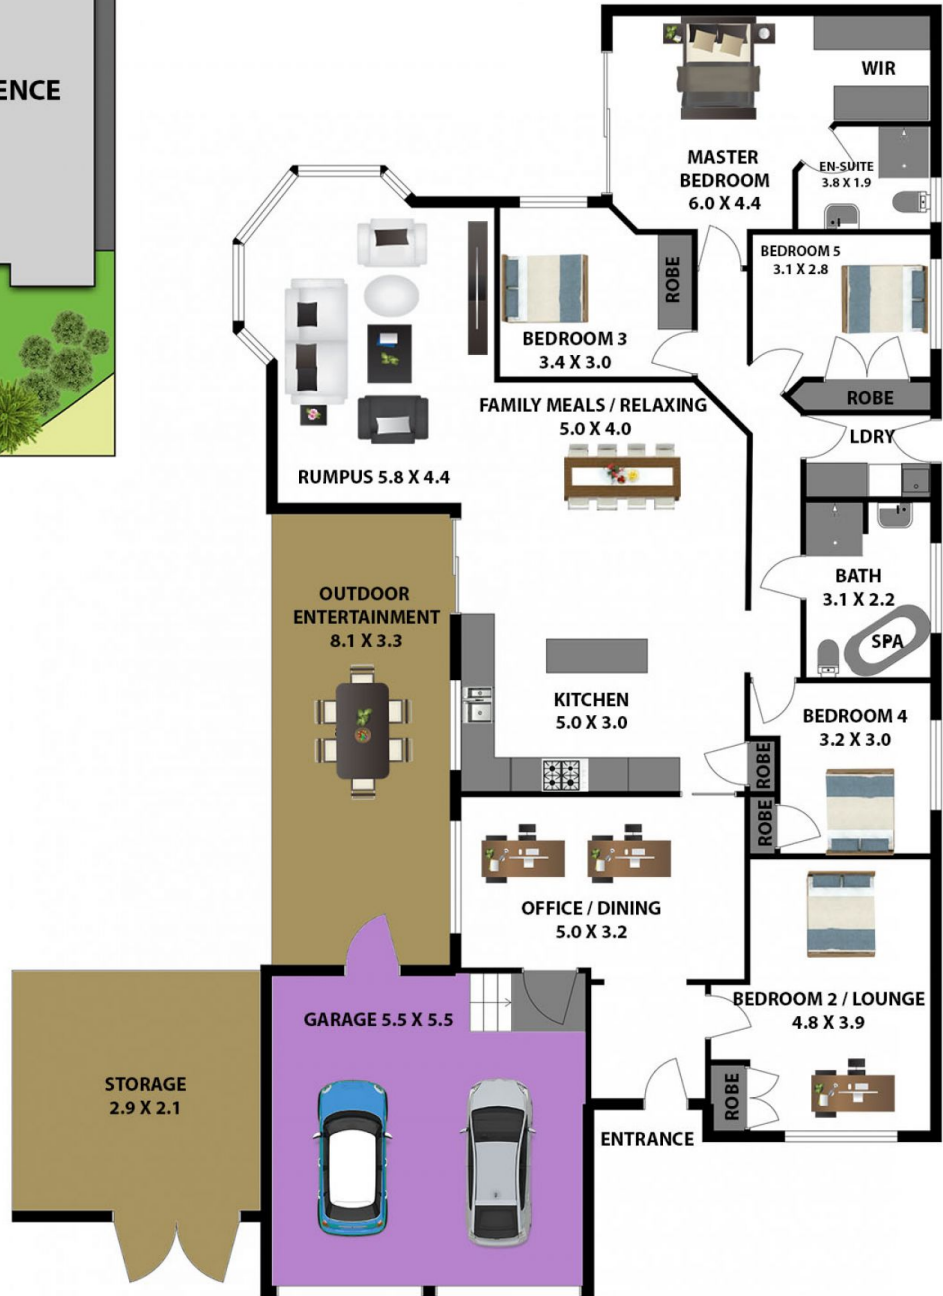 ENCE
WIR
MASTER
BEDROOM
6.0 X 4.4
EN-SUITE
3.8 X 1.9
BEDROOM 5
3.1 X 2.8
ROBE
BEDROOM 3
3.4 X 3.0
ROBE
FAMILY MEALS / RELAXING
5.0 X 4.0
LDRY
RUMPUS 5.8 X 4.4
OUTDOOR
ENTERTAINMENT
8.1 X 3.3
BATH
3.1 X 2.2
SPA
KITCHEN
5.0 X 3.0
BEDROOM 4
3.2 X 3.0
ROBE
ROBE
OFFICE / DINING
5.0 X 3.2
BEDROOM 2 / LOUNGE
4.8 X 3.9
GARAGE 5.5 X 5.5
STORAGE
2.9 X 2.1
ROBE
ENTRANCE